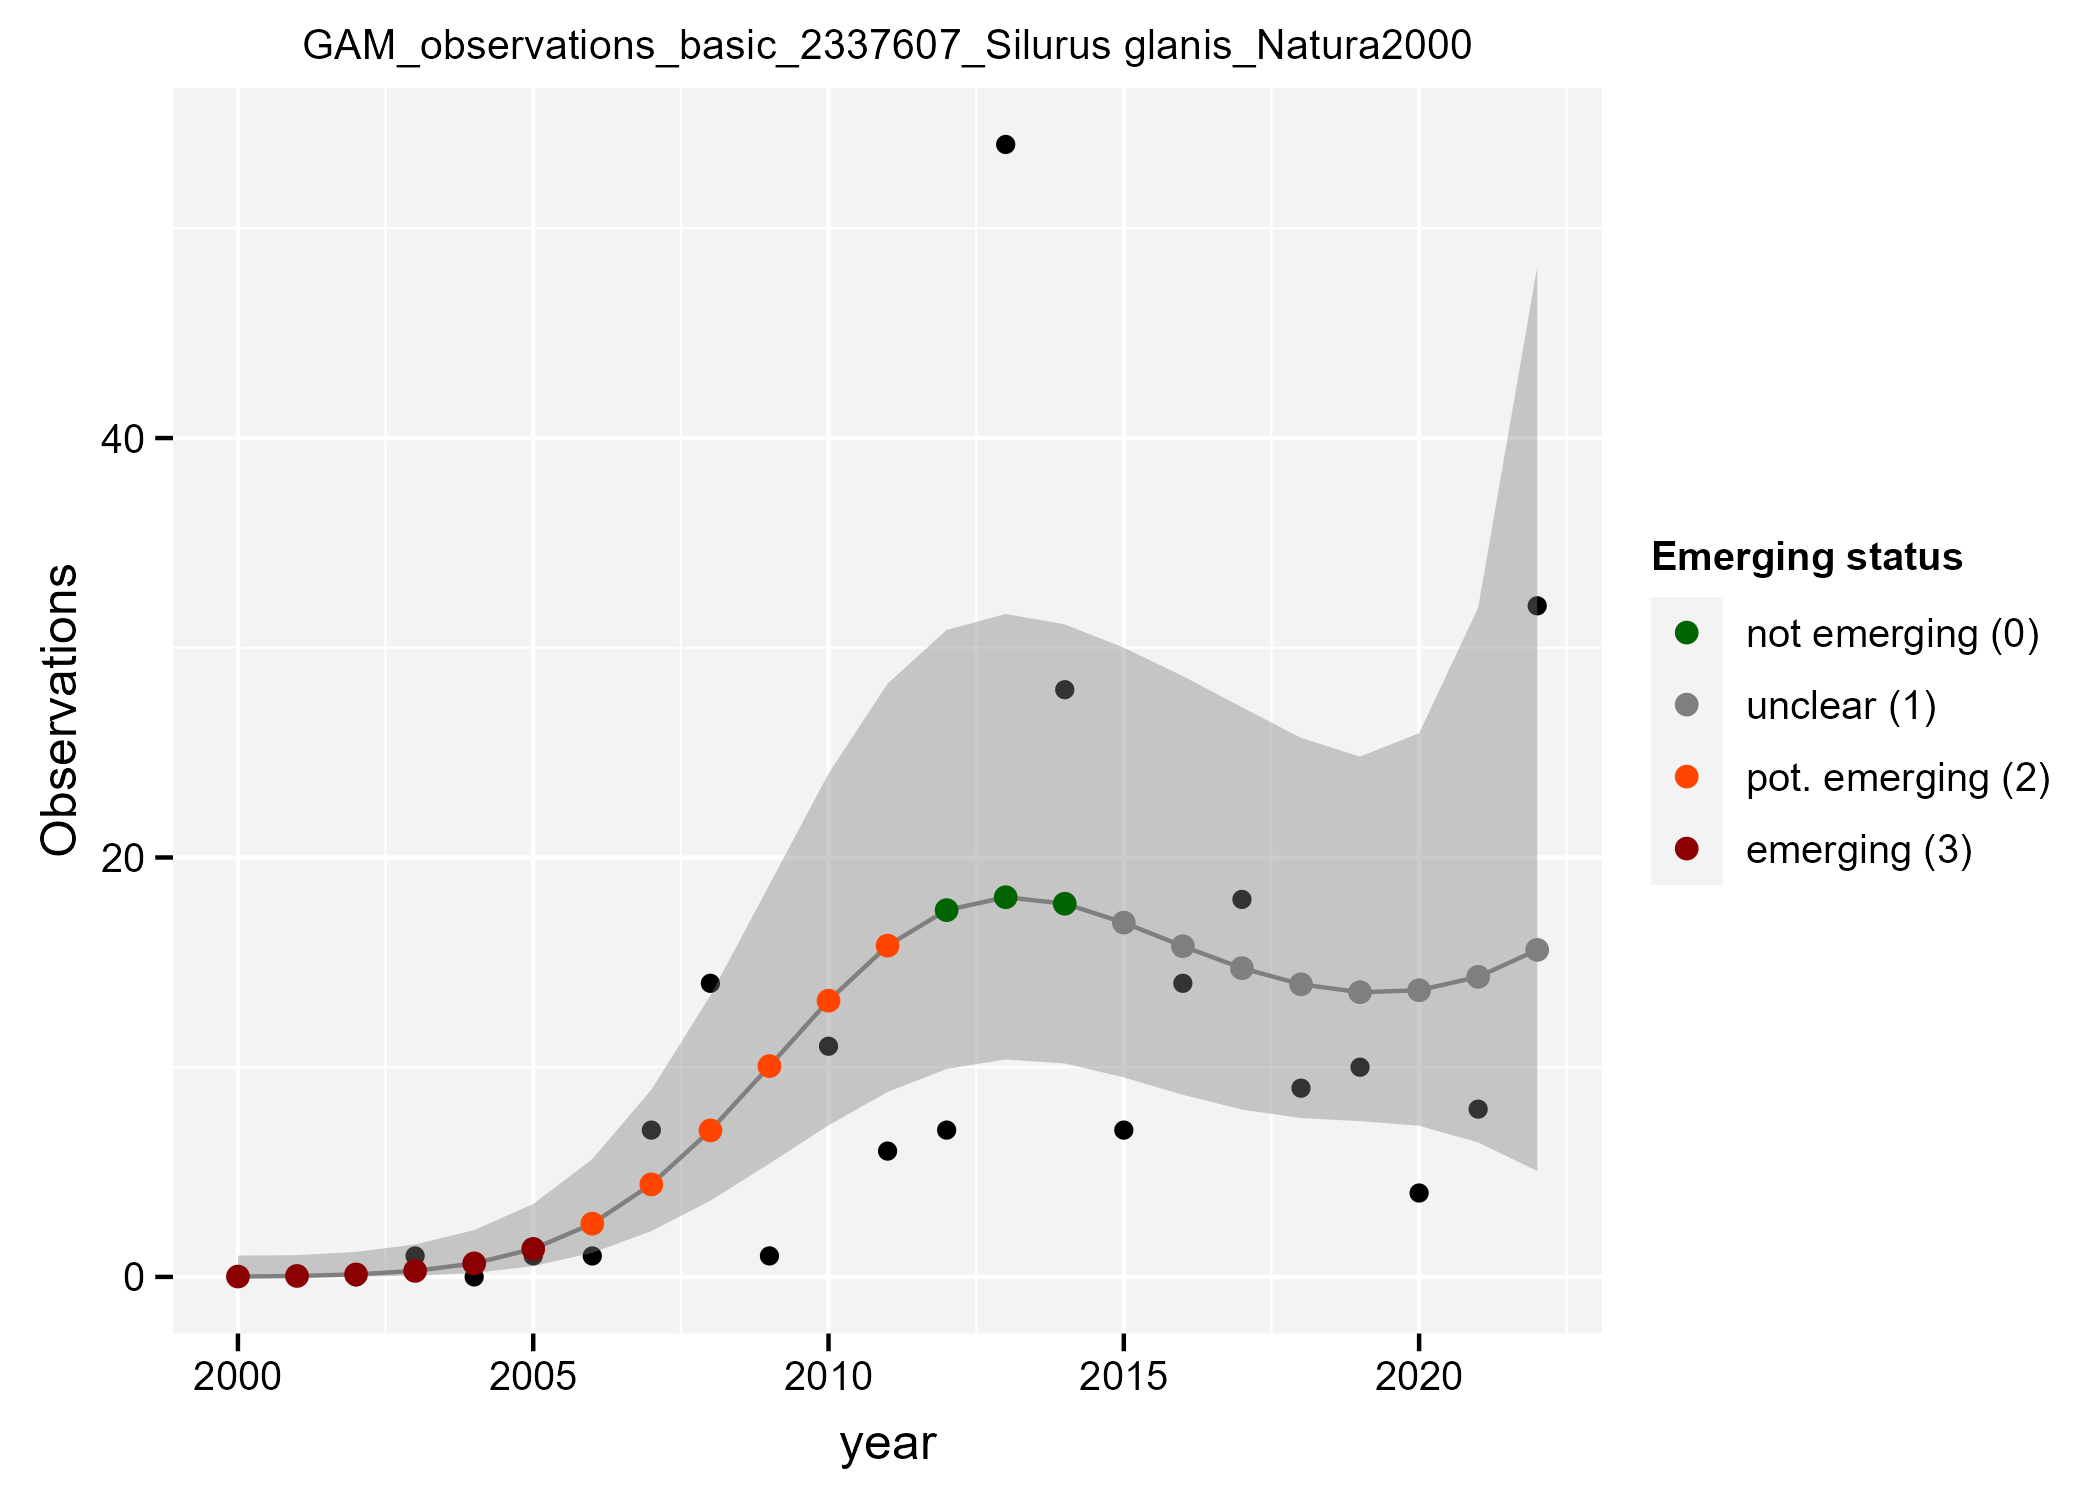 GAM_observations_basic_2337607_Silurus glanis_Natura2000
Observations
40
20
0
2000
2005
2010
2015
2020
year
Emerging status
not emerging (0)
unclear (1)
pot. emerging (2)
emerging (3)